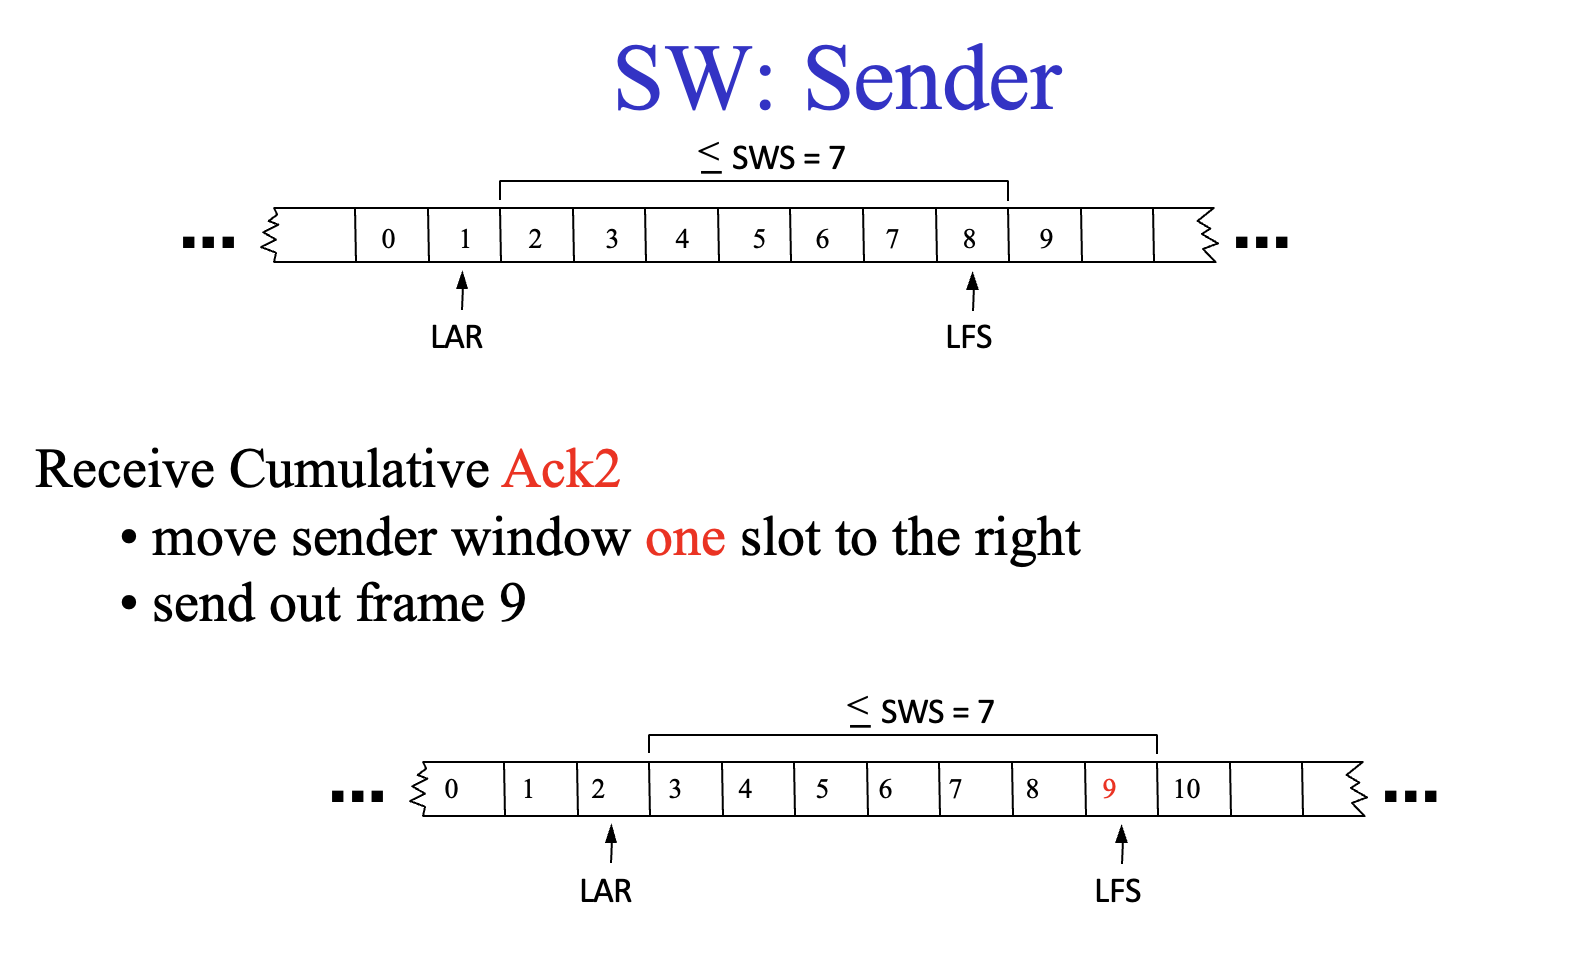 SW: Sender
≤ SWS = 7
... 0 1 2 3 4 5 6 7 8 9 ...
LAR LFS
Receive Cumulative Ack2
• move sender window one slot to the right
• send out frame 9
≤ SWS = 7
... 0 1 2 3 4 5 6 7 8 9 10 ...
LAR LFS